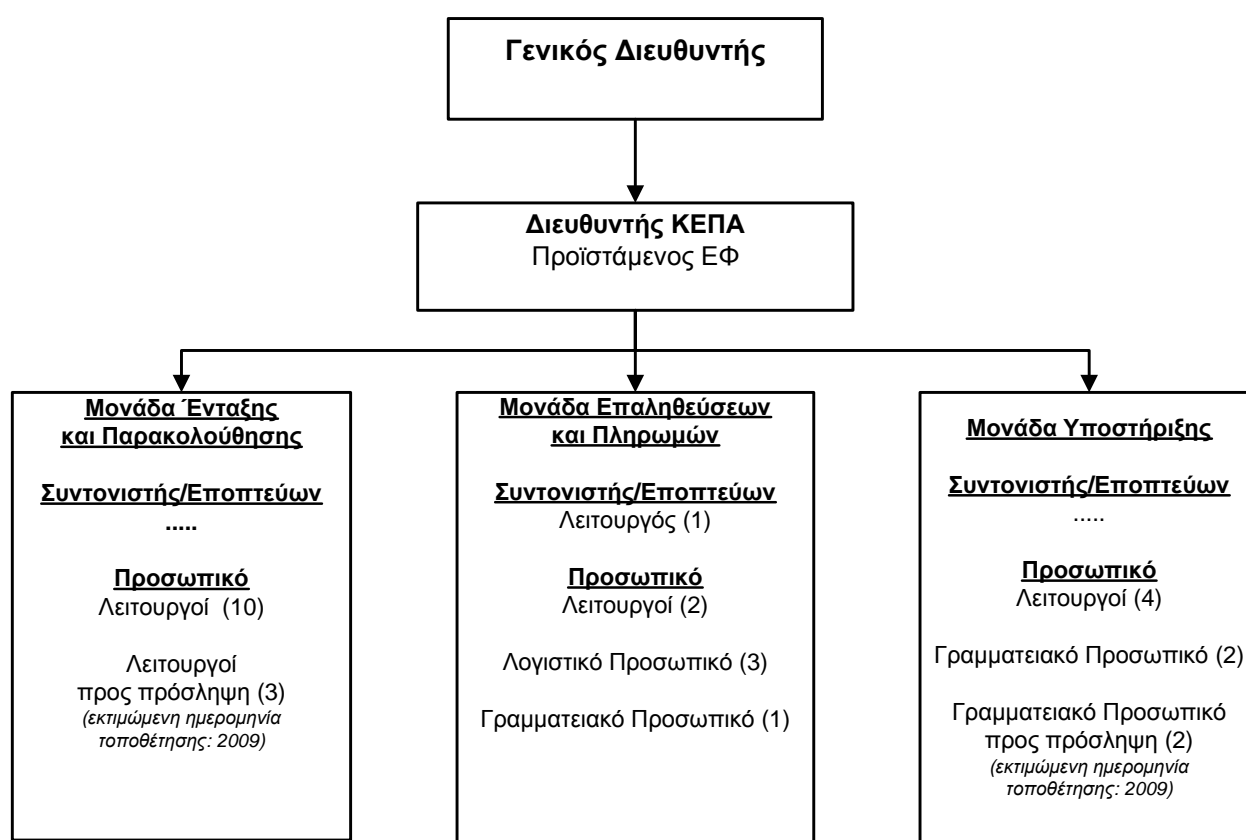 Γενικός Διευθυντής
Διευθυντής ΚΕΠΑ
Προϊστάμενος ΕΦ
Μονάδα Ένταξης
και Παρακολούθησης
Συντονιστής/Εποπτεύων
.....
Προσωπικό
Λειτουργοί (10)
Λειτουργοί
προς πρόσληψη (3)
(εκτιμώμενη ημερομηνία
τοποθέτησης: 2009)
Μονάδα Επαληθεύσεων
και Πληρωμών
Συντονιστής/Εποπτεύων
Λειτουργός (1)
Προσωπικό
Λειτουργοί (2)
Λογιστικό Προσωπικό (3)
Γραμματειακό Προσωπικό (1)
Μονάδα Υποστήριξης
Συντονιστής/Εποπτεύων
.....
Προσωπικό
Λειτουργοί (4)
Γραμματειακό Προσωπικό (2)
Γραμματειακό Προσωπικό
προς πρόσληψη (2)
(εκτιμώμενη ημερομηνία
τοποθέτησης: 2009)